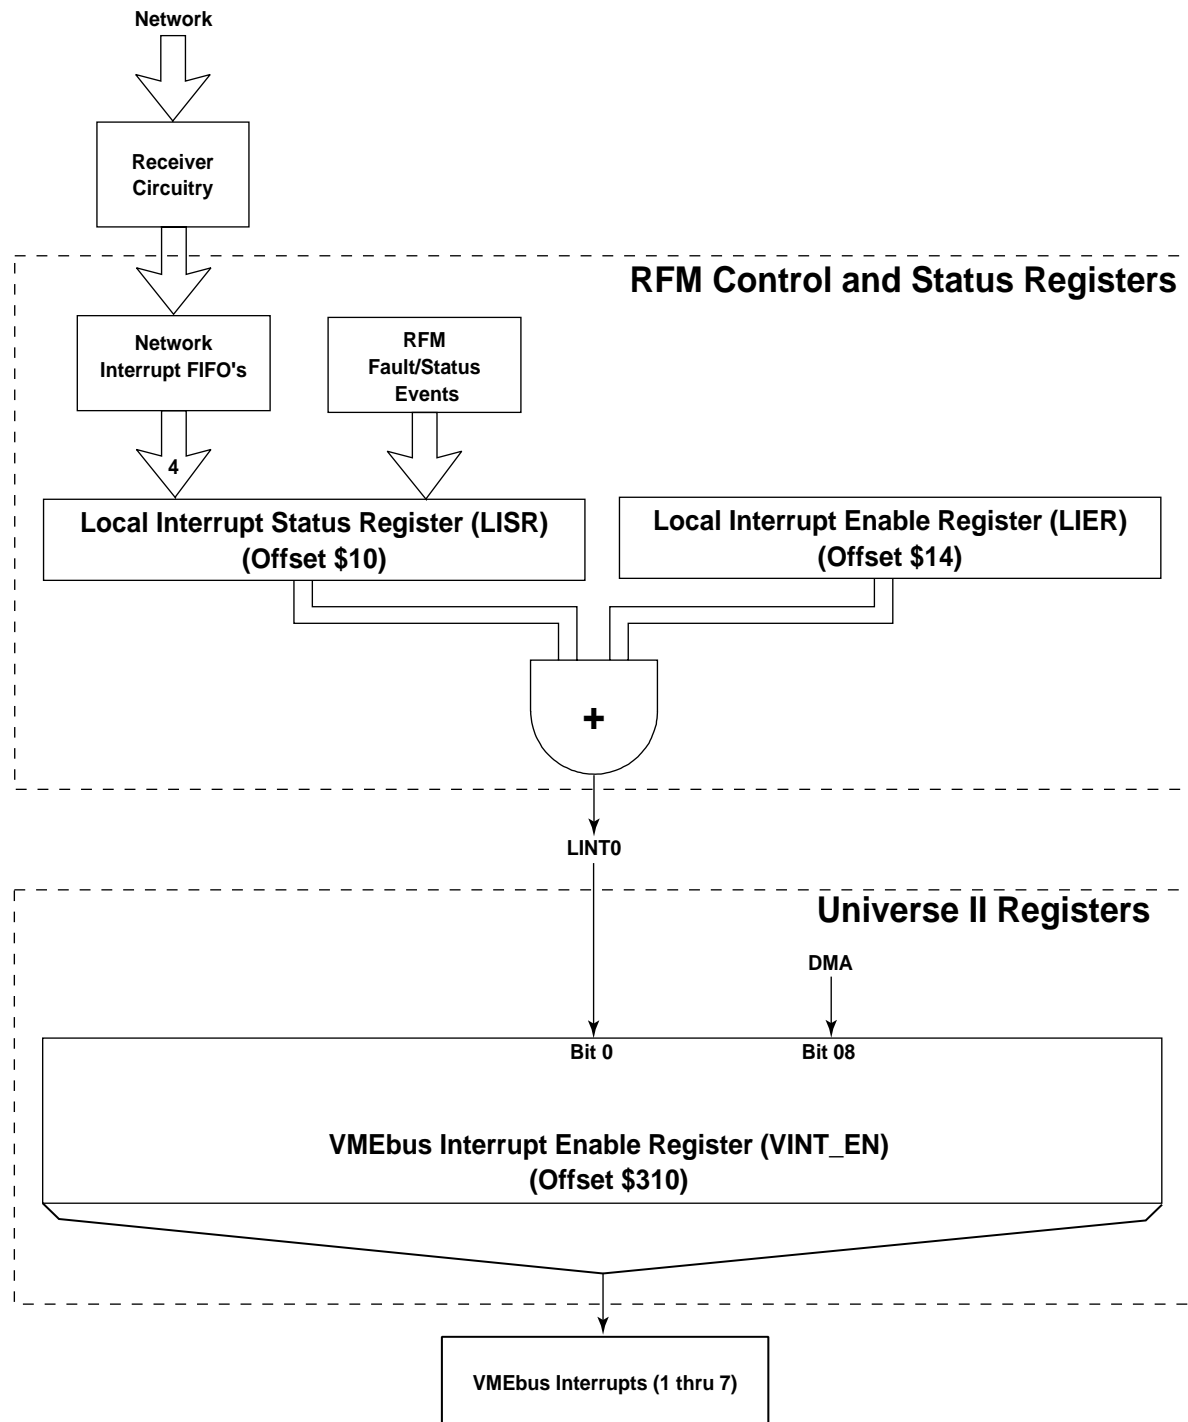 Network
Receiver
Circuitry
RFM Control and Status Registers
Network
Interrupt FIFO's
RFM
Fault/Status
Events
4
Local Interrupt Status Register (LISR)
(Offset $10)
Local Interrupt Enable Register (LIER)
(Offset $14)
+
LINT0
Universe II Registers
DMA
Bit 0
Bit 08
VMEbus Interrupt Enable Register (VINT_EN)
(Offset $310)
VMEbus Interrupts (1 thru 7)